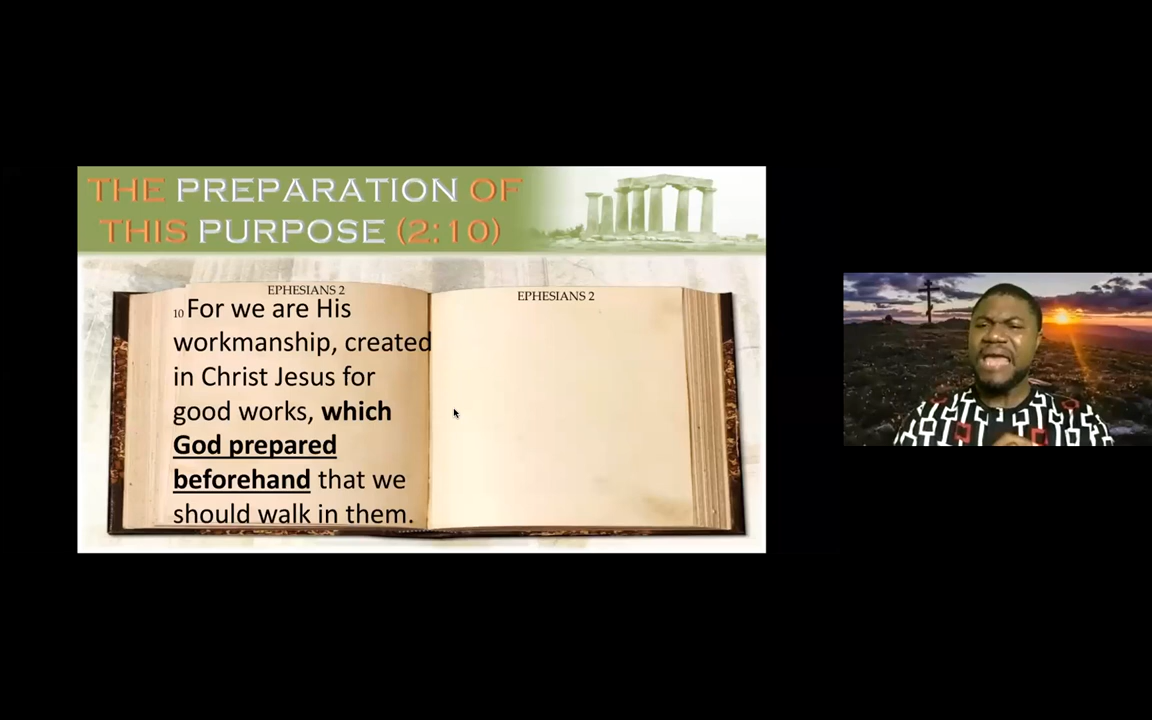 THE PREPARATION OF
THIS PURPOSE (2:10)
EPHESIANS 2
10 For we are His
workmanship, created
in Christ Jesus for
good works, which
God prepared
beforehand that we
should walk in them.
EPHESIANS 2